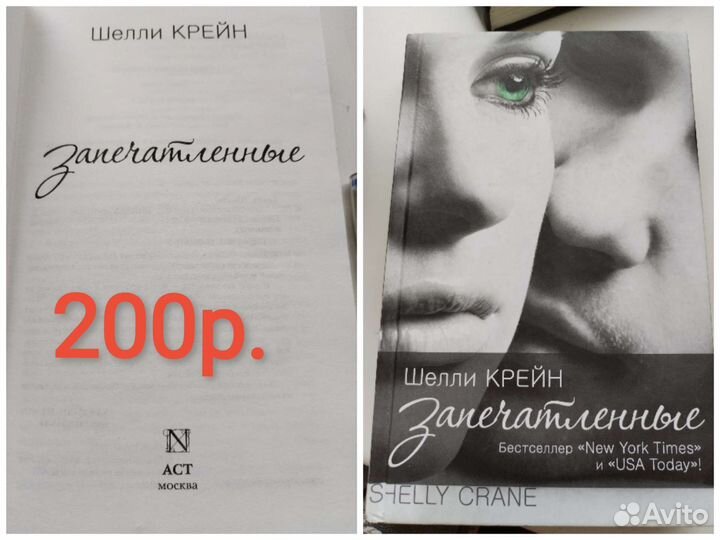 Шелли КРЕЙН
Запечатленные
200р.
АСТ
МОСКВА
Шелли КРЕЙН
Запечатленные
Бестселлер «New York Times»
и «USA Today»!
SHELLY CRANE
Avito